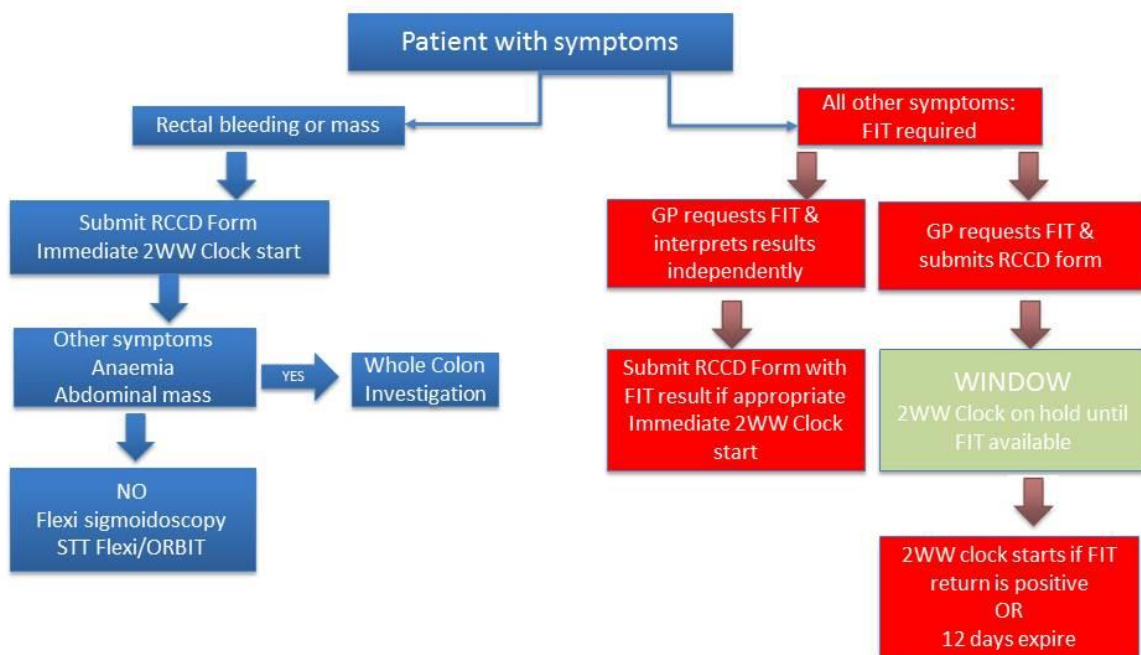 Patient with symptoms
Rectal bleeding or mass
All other symptoms:
FIT required
Submit RCCD Form
Immediate 2WW Clock start
GP requests FIT &
interprets results
independently
GP requests FIT &
submits RCCD form
Other symptoms
Anaemia
Abdominal mass
YES
Whole Colon
Investigation
Submit RCCD Form with
FIT result if appropriate
Immediate 2WW Clock
start
WINDOW
2WW Clock on hold until
FIT available
NO
Flexi sigmoidoscopy
STT Flexi/ORBIT
2WW clock starts if FIT
return is positive
OR
12 days expire